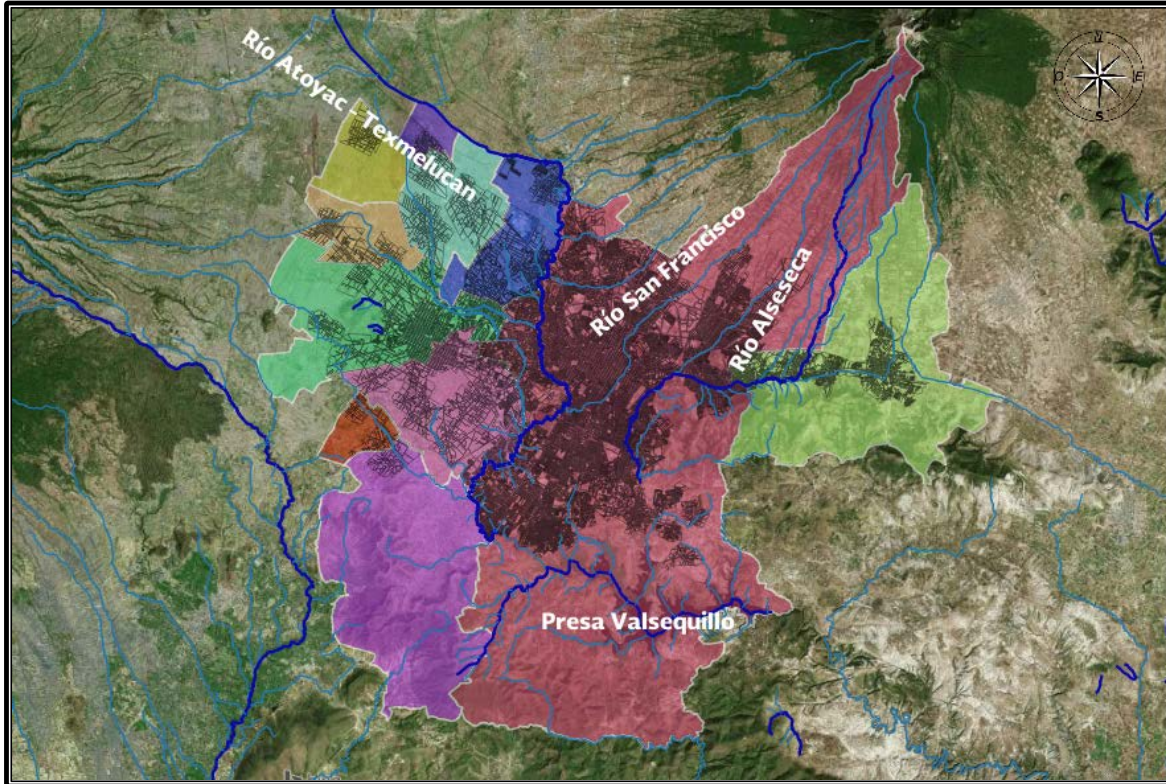 Río Atoyac - Texmelucan
N
O
E
S
Río San Francisco
Río Alseseca
Presa Valsequillo